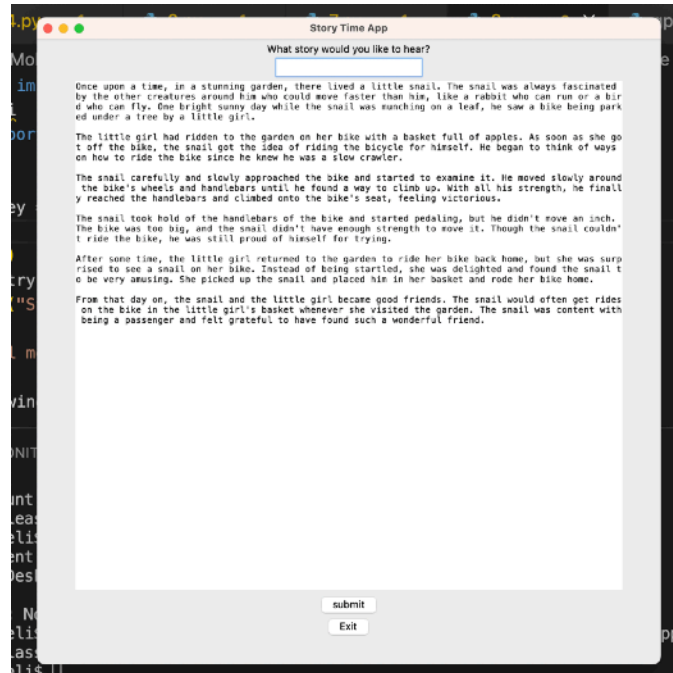 4.py
Story Time App
What story would you like to hear?
Once upon a time, in a stunning garden, there lived a little snail. The snail was always fascinated
by the other creatures around him who could move faster than him, like a rabbit who can run or a bir
d who can fly. One bright sunny day while the snail was munching on a leaf, he saw a bike being park
ed under a tree by a little girl.
The little girl had ridden to the garden on her bike with a basket full of apples. As soon as she go
t off the bike, the snail got the idea of riding the bicycle for himself. He began to think of ways
on how to ride the bike since he knew he was a slow crawler.
The snail carefully and slowly approached the bike and started to examine it. He moved slowly around
the bike's wheels and handlebars until he found a way to climb up. With all his strength, he finall
y reached the handlebars and climbed onto the bike's seat, feeling victorious.
The snail took hold of the handlebars of the bike and started pedaling, but he didn't move an inch.
The bike was too big, and the snail didn't have enough strength to move it. Though the snail couldn'
t ride the bike, he was still proud of himself for trying.
After some time, the little girl returned to the garden to ride her bike back home, but she was surp
rised to see a snail on her bike. Instead of being startled, she was delighted and found the snail t
o be very amusing. She picked up the snail and placed him in her basket and rode her bike home.
From that day on, the snail and the little girl became good friends. The snail would often get rides
on the bike in the little girl's basket whenever she visited the garden. The snail was content with
being a passenger and felt grateful to have found such a wonderful friend.
submit
Exit